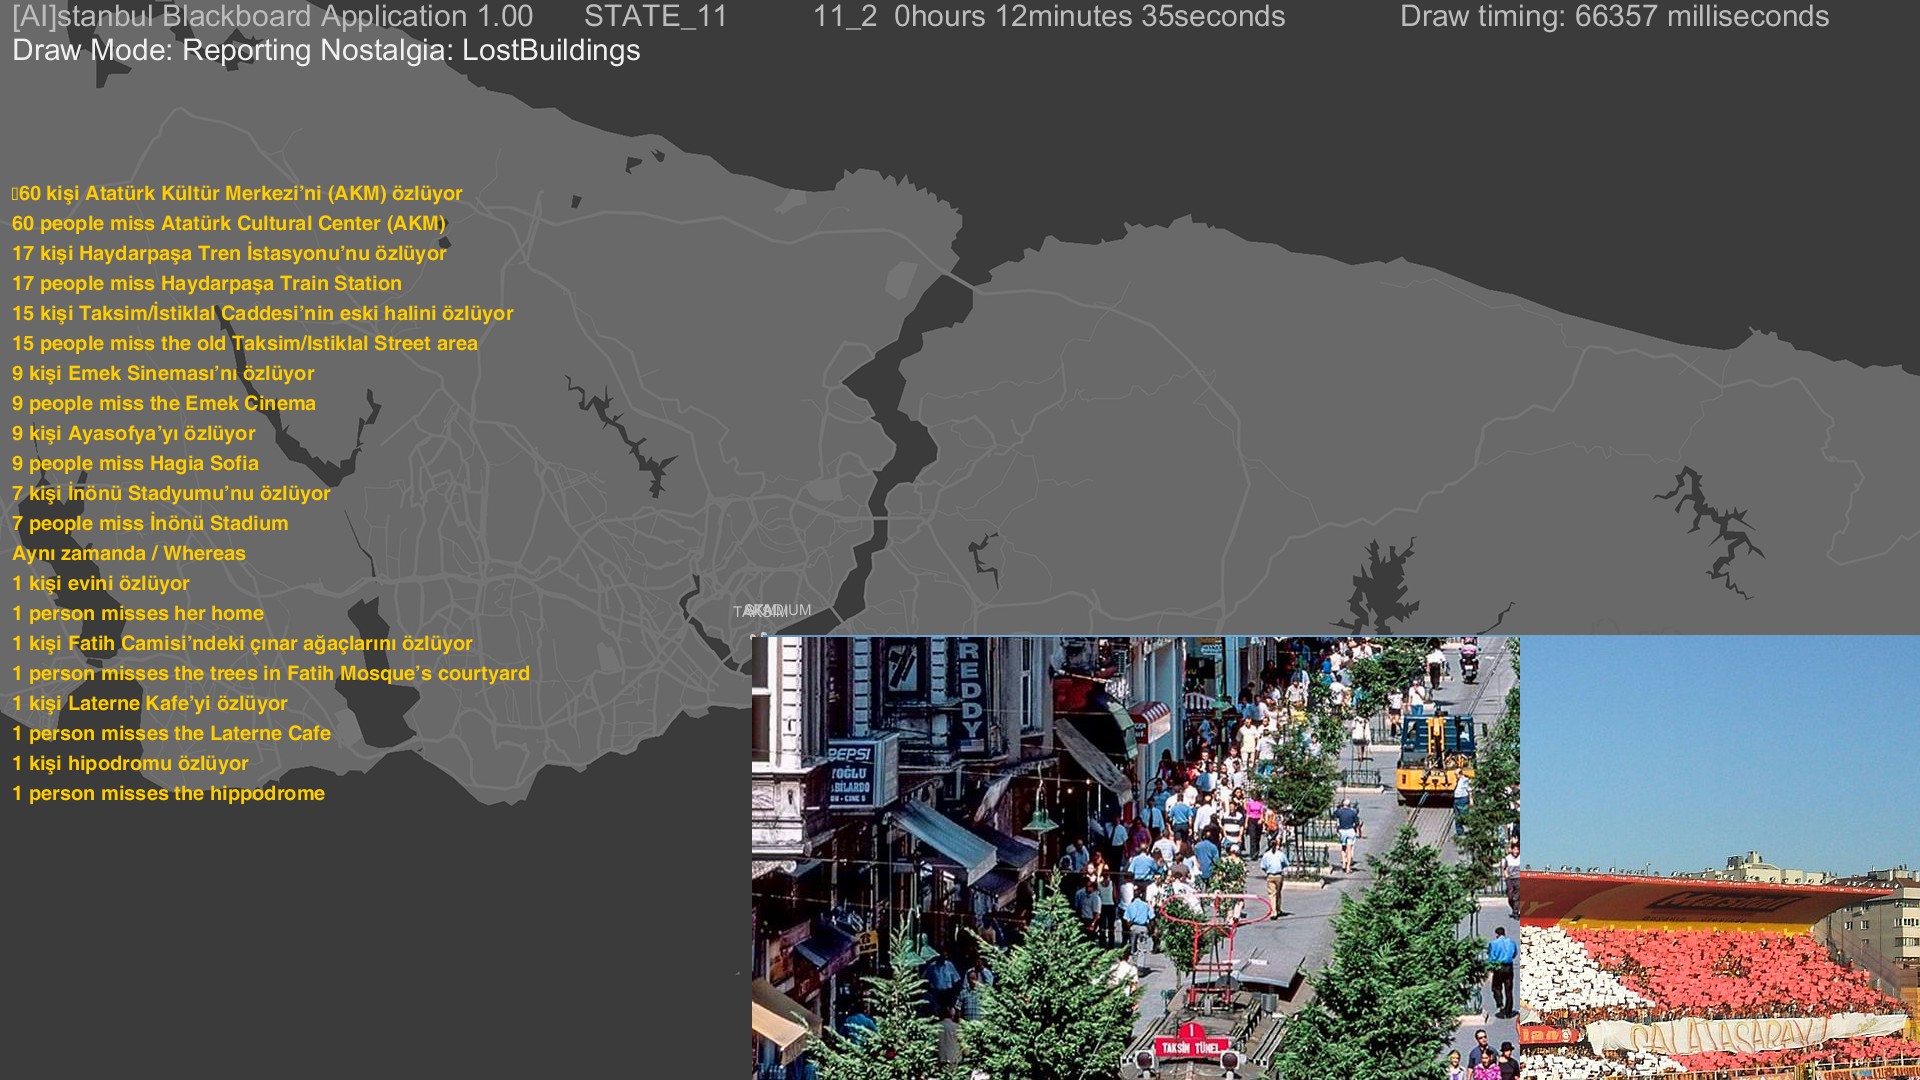 [AI]stanbul Blackboard Application 1.00 STATE_11 11_2 0hours 12minutes 35seconds Draw timing: 66357 milliseconds
Draw Mode: Reporting Nostalgia: LostBuildings
60 kişi Atatürk Kültür Merkezi’ni (AKM) özlüyor
60 people miss Atatürk Cultural Center (AKM)
17 kişi Haydarpaşa Tren İstasyonu’nu özlüyor
17 people miss Haydarpaşa Train Station
15 kişi Taksim/İstiklal Caddesi’nin eski halini özlüyor
15 people miss the old Taksim/Istiklal Street area
9 kişi Emek Sineması’nı özlüyor
9 people miss the Emek Cinema
9 kişi Ayasofya’yı özlüyor
9 people miss Hagia Sofia
7 kişi İnönü Stadyumu’nu özlüyor
7 people miss İnönü Stadium
Aynı zamanda / Whereas
1 kişi evini özlüyor
1 person misses her home
1 kişi Fatih Camisi’ndeki çınar ağaçlarını özlüyor
1 person misses the trees in Fatih Mosque’s courtyard
1 kişi Laterne Kafe’yi özlüyor
1 person misses the Laterne Cafe
1 kişi hipodromu özlüyor
1 person misses the hippodrome
TAKSIM
STADIUM
REDDY
PEPSI
BİLARDO
1
TAKSİM TÜNEL
Marshall
GALATASARAY